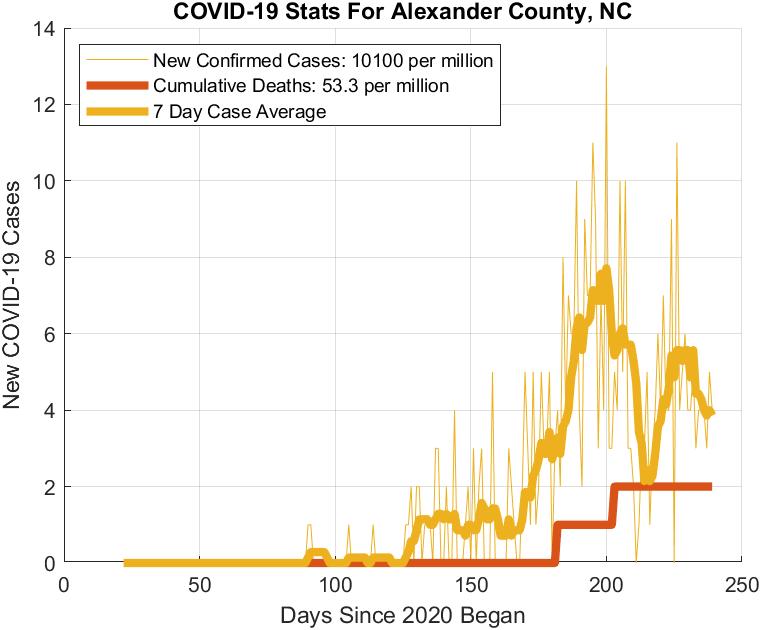 COVID-19 Stats For Alexander County, NC
14
12
10
8
6
4
2
0
New COVID-19 Cases
New Confirmed Cases: 10100 per million
Cumulative Deaths: 53.3 per million
7 Day Case Average
0 50 100 150 200 250
Days Since 2020 Began